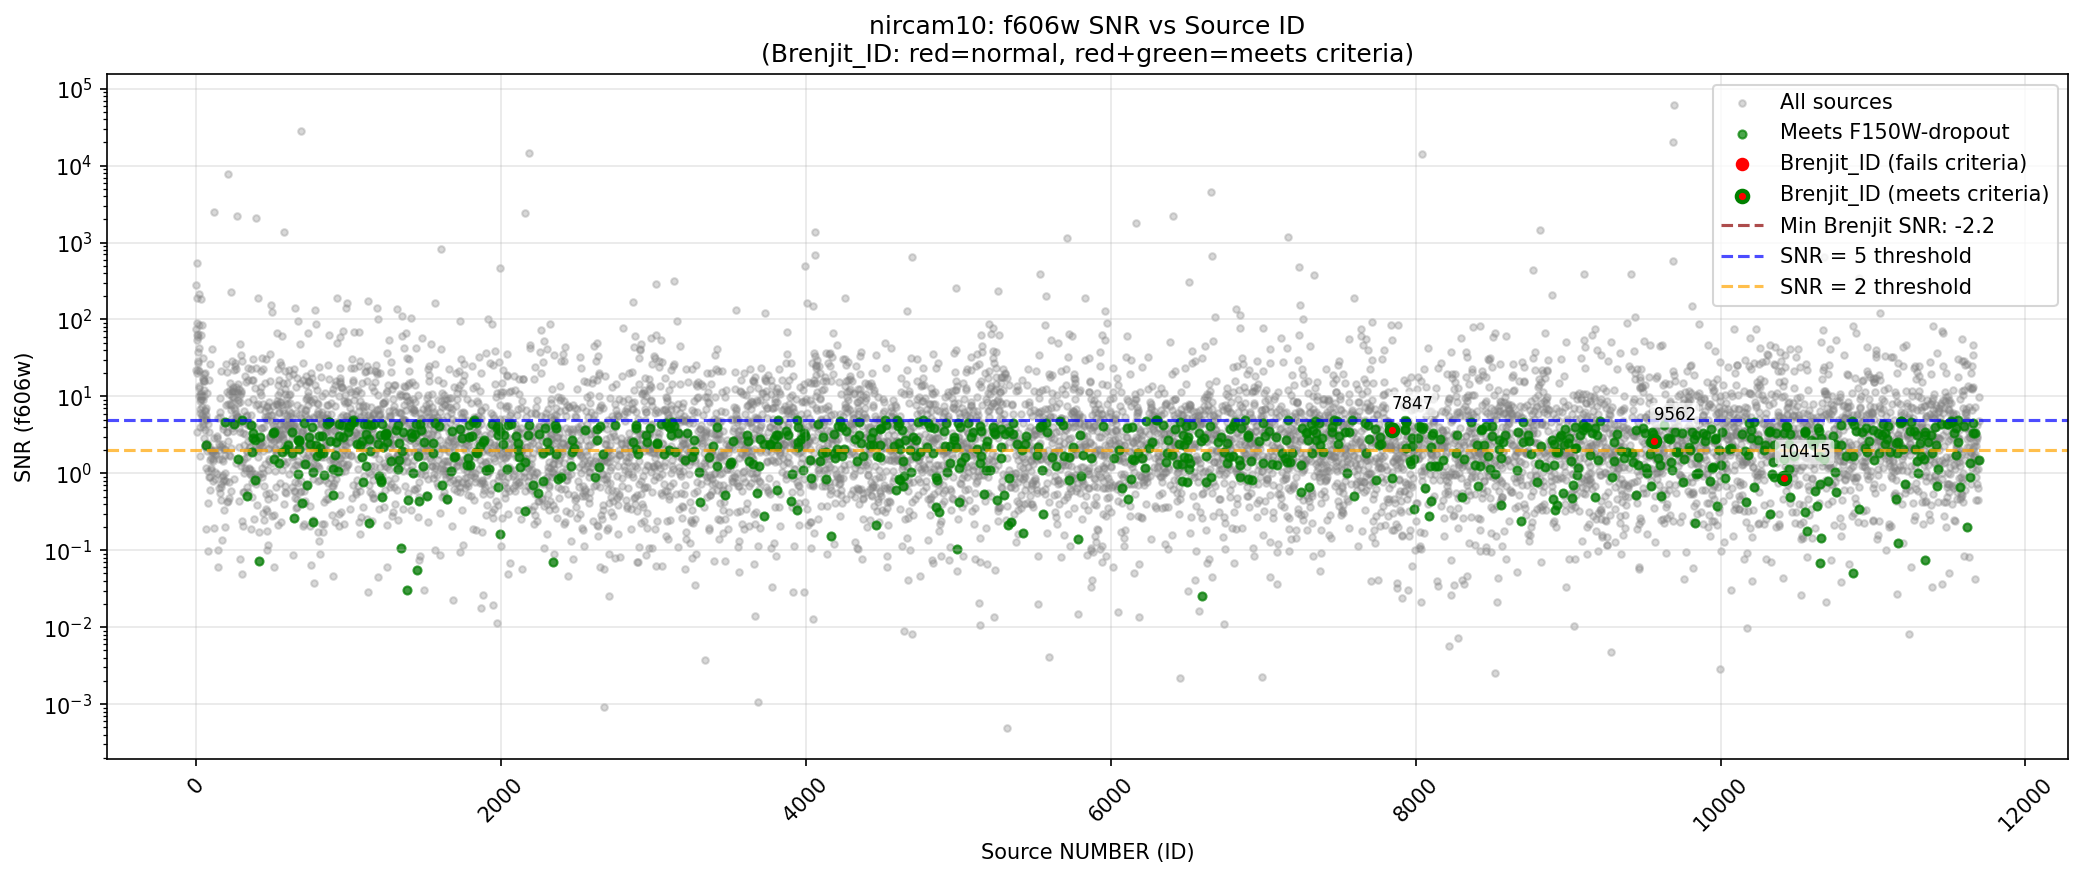 nircam10: f606w SNR vs Source ID
(Brenjit_ID: red=normal, red+green=meets criteria)
SNR (f606w)
10^5
10^4
10^3
10^2
10^1
10^0
10^-1
10^-2
10^-3
All sources
Meets F150W-dropout
Brenjit_ID (fails criteria)
Brenjit_ID (meets criteria)
Min Brenjit SNR: -2.2
SNR = 5 threshold
SNR = 2 threshold
7847
9562
10415
0
2000
4000
6000
8000
10000
12000
Source NUMBER (ID)